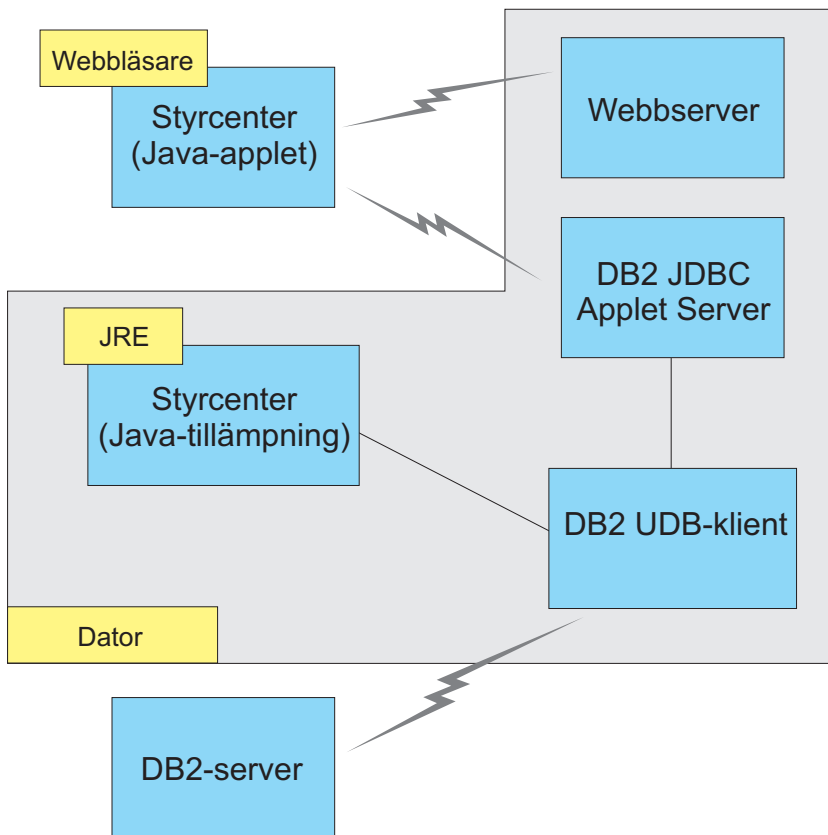 Webbläsare
Styrcenter
(Java-applet)
Webbserver
DB2 JDBC
Applet Server
JRE
Styrcenter
(Java-tillämpning)
DB2 UDB-klient
Dator
DB2-server